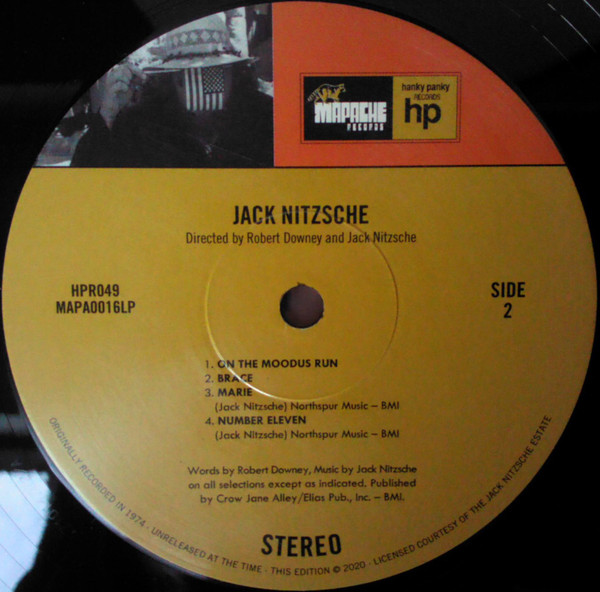 MAPACHE
RECORDS
hanky panky
RECORDS
hp
JACK NITZSCHE
Directed by Robert Downey and Jack Nitzsche
HPR049
MAPA0016LP
SIDE
2
1. ON THE MOODUS RUN
2. BRACE
3. MARIE
(Jack Nitzsche) Northspur Music – BMI
4. NUMBER ELEVEN
(Jack Nitzsche) Northspur Music – BMI
Words by Robert Downey, Music by Jack Nitzsche
on all selections except as indicated. Published
by Crow Jane Alley/Elias Pub., Inc. – BMI.
STEREO
ORIGINALLY RECORDED IN 1974 - UNRELEASED AT THE TIME - THIS EDITION © 2020 - LICENSED COURTESY OF THE JACK NITZSCHE ESTATE